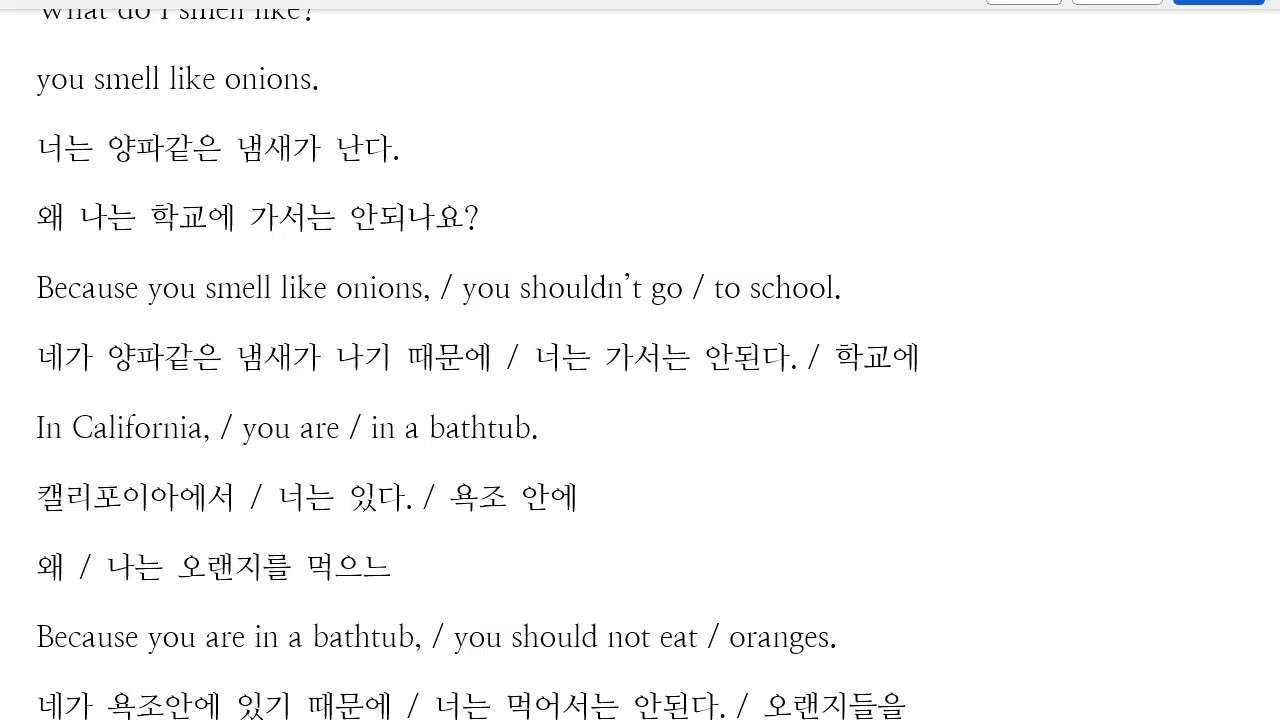 What do I smell like?
you smell like onions.
너는 양파같은 냄새가 난다.
왜 나는 학교에 가서는 안되나요?
Because you smell like onions, / you shouldn't go / to school.
네가 양파같은 냄새가 나기 때문에 / 너는 가서는 안된다. / 학교에
In California, / you are / in a bathtub.
캘리포이아에서 / 너는 있다. / 욕조 안에
왜 / 나는 오랜지를 먹으느
Because you are in a bathtub, / you should not eat / oranges.
네가 욕조안에 있기 때문에 / 너는 먹어서는 안된다. / 오랜지들을